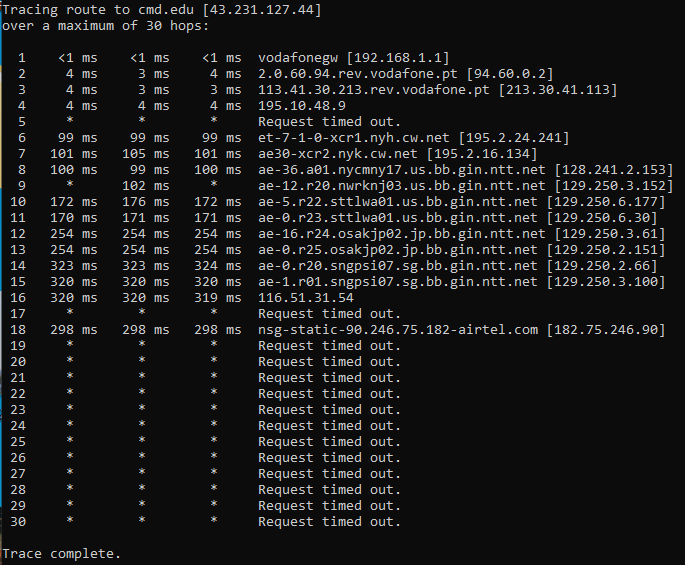 Tracing route to cmd.edu [43.231.127.44]
over a maximum of 30 hops:
1 <1 ms <1 ms <1 ms vodafonegw [192.168.1.1]
2 4 ms 3 ms 4 ms 2.0.60.94.rev.vodafone.pt [94.60.0.2]
3 4 ms 3 ms 3 ms 113.41.30.213.rev.vodafone.pt [213.30.41.113]
4 4 ms 4 ms 4 ms 195.10.48.9
5 * * * Request timed out.
6 99 ms 99 ms 99 ms et-7-1-0-xcr1.nyh.cw.net [195.2.24.241]
7 101 ms 105 ms 101 ms ae30-xcr2.nyk.cw.net [195.2.16.134]
8 100 ms 99 ms 100 ms ae-36.a01.nycmny17.us.bb.gin.ntt.net [128.241.2.153]
9 * 102 ms * ae-12.r20.nwrknj03.us.bb.gin.ntt.net [129.250.3.152]
10 172 ms 176 ms 172 ms ae-5.r22.sttlwa01.us.bb.gin.ntt.net [129.250.6.177]
11 170 ms 171 ms 171 ms ae-0.r23.sttlwa01.us.bb.gin.ntt.net [129.250.6.30]
12 254 ms 254 ms 254 ms ae-16.r24.osakjp02.jp.bb.gin.ntt.net [129.250.3.61]
13 254 ms 254 ms 254 ms ae-0.r25.osakjp02.jp.bb.gin.ntt.net [129.250.2.151]
14 323 ms 323 ms 324 ms ae-0.r20.sngpsi07.sg.bb.gin.ntt.net [129.250.2.66]
15 320 ms 320 ms 320 ms ae-1.r01.sngpsi07.sg.bb.gin.ntt.net [129.250.3.100]
16 320 ms 320 ms 319 ms 116.51.31.54
17 * * * Request timed out.
18 298 ms 298 ms 298 ms nsg-static-90.246.75.182-airtel.com [182.75.246.90]
19 * * * Request timed out.
20 * * * Request timed out.
21 * * * Request timed out.
22 * * * Request timed out.
23 * * * Request timed out.
24 * * * Request timed out.
25 * * * Request timed out.
26 * * * Request timed out.
27 * * * Request timed out.
28 * * * Request timed out.
29 * * * Request timed out.
30 * * * Request timed out.
Trace complete.